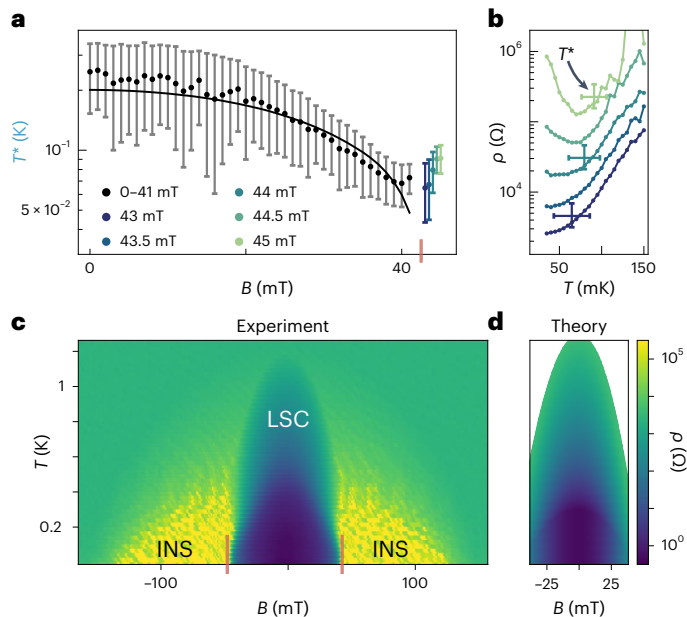 a
T* (K)
10⁻¹
5 × 10⁻²
0–41 mT
43 mT
43.5 mT
44 mT
44.5 mT
45 mT
0
40
B (mT)
b
T*
ρ (Ω)
10⁶
10⁴
50
150
T (mK)
c
Experiment
T (K)
1
0.2
LSC
INS
INS
−100
100
B (mT)
d
Theory
−25
25
B (mT)
10⁵
10⁰
ρ (Ω)